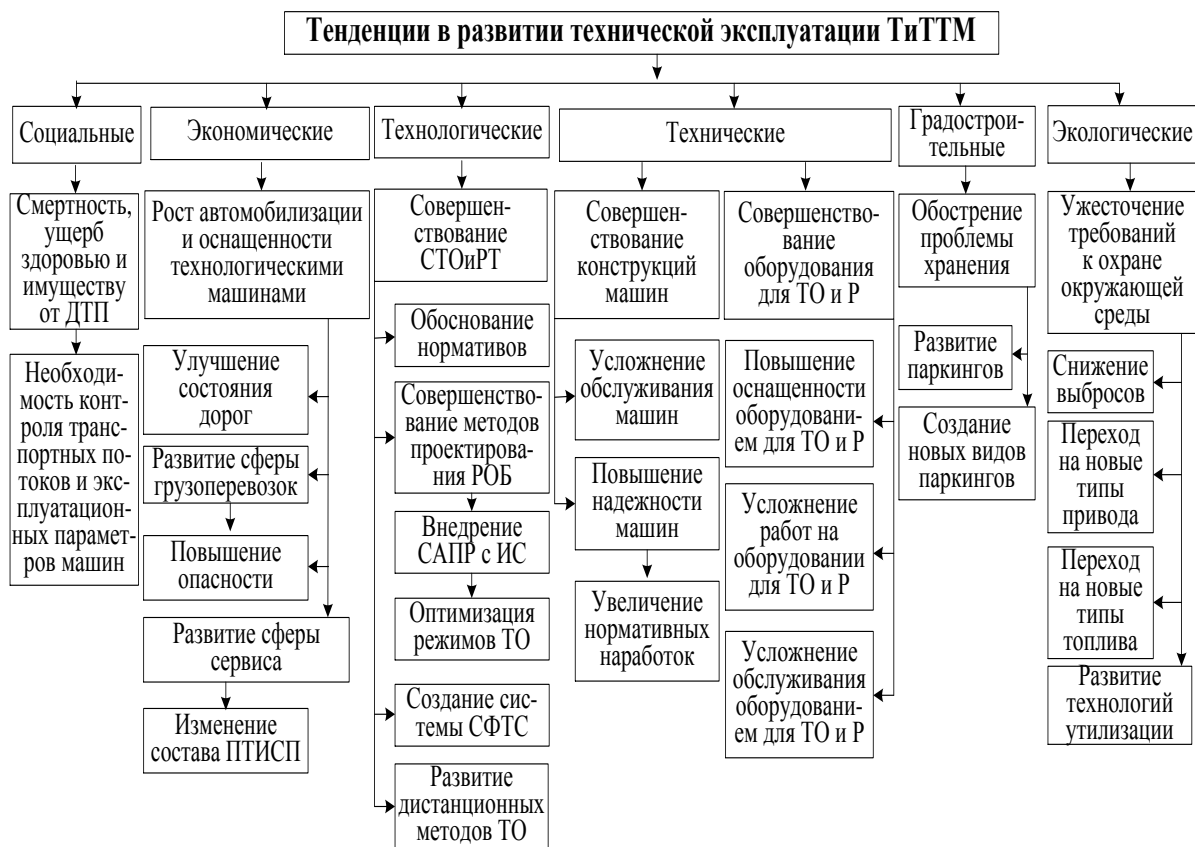 Тенденции в развитии технической эксплуатации ТиТТМ
Социальные
Смертность,
ущерб
здоровью и
имуществу
от ДТП
Необходи-
мость конт-
роля транс-
портных по-
токов и экс-
плуатацион-
ных парамет-
ров машин
Экономические
Рост автомобилизации
и оснащенности
технологическими
машинами
Улучшение
состояния
дорог
Развитие сферы
грузоперевозок
Повышение
опасности
Развитие сферы
сервиса
Изменение
состава ПТИСП
Технологические
Совершен-
ствование
СТОиРТ
Обоснование
нормативов
Совершенство-
вание методов
проектирова-
ния РОБ
Внедрение
САПР с ИС
Оптимизация
режимов ТО
Создание сис-
темы СФТС
Развитие
дистанционных
методов ТО
Технические
Совершен-
ствование
конструкций
машин
Усложнение
обслуживания
машин
Повышение
надежности
машин
Увеличение
нормативных
наработок
Совершенство-
вание
оборудования
для ТО и Р
Повышение
оснащенности
оборудовани-
ем для ТО и Р
Усложнение
работ на
оборудовании
для ТО и Р
Усложнение
обслуживания
оборудовани-
ем для ТО и Р
Градострои-
тельные
Обострение
проблемы
хранения
Развитие
паркингов
Создание
новых видов
паркингов
Экологические
Ужесточение
требований
к охране
окружающей
среды
Снижение
выбросов
Переход
на новые
типы
привода
Переход
на новые
типы
топлива
Развитие
технологий
утилизации